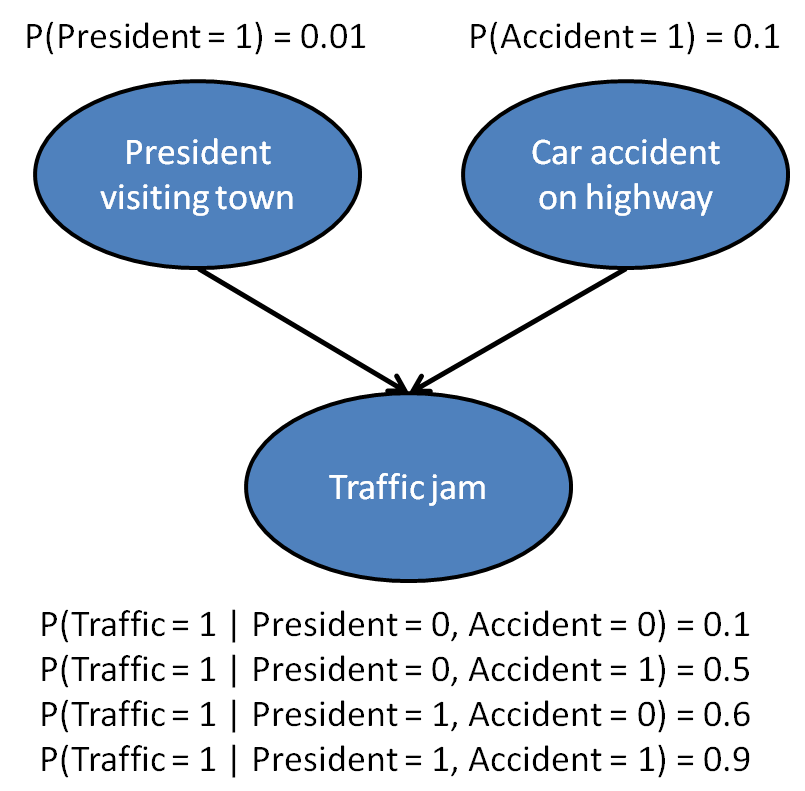 P(President = 1) = 0.01
P(Accident = 1) = 0.1
President
visiting town
Car accident
on highway
Traffic jam
P(Traffic = 1 | President = 0, Accident = 0) = 0.1
P(Traffic = 1 | President = 0, Accident = 1) = 0.5
P(Traffic = 1 | President = 1, Accident = 0) = 0.6
P(Traffic = 1 | President = 1, Accident = 1) = 0.9